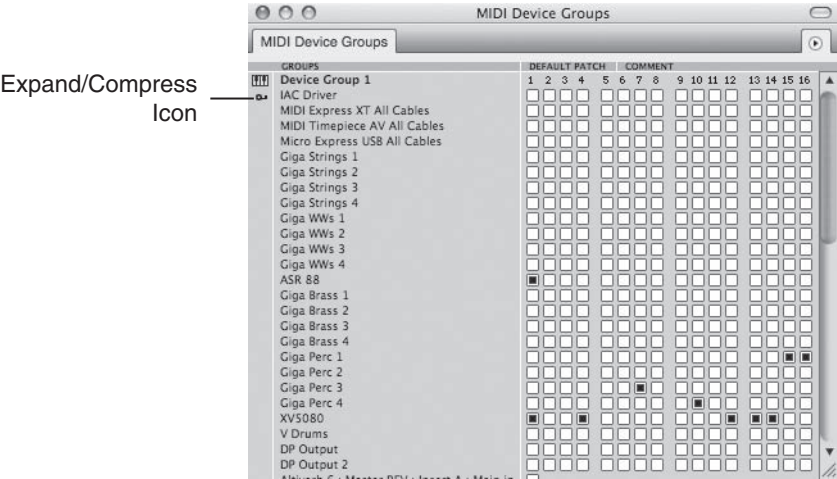 MIDI Device Groups
MIDI Device Groups
GROUPS DEFAULT PATCH COMMENT
Device Group 1 1 2 3 4 5 6 7 8 9 10 11 12 13 14 15 16
Expand/Compress
Icon
IAC Driver
MIDI Express XT All Cables
MIDI Timepiece AV All Cables
Micro Express USB All Cables
Giga Strings 1
Giga Strings 2
Giga Strings 3
Giga Strings 4
Giga WWs 1
Giga WWs 2
Giga WWs 3
Giga WWs 4
ASR 88
Giga Brass 1
Giga Brass 2
Giga Brass 3
Giga Brass 4
Giga Perc 1
Giga Perc 2
Giga Perc 3
Giga Perc 4
XV5080
V Drums
DP Output
DP Output 2